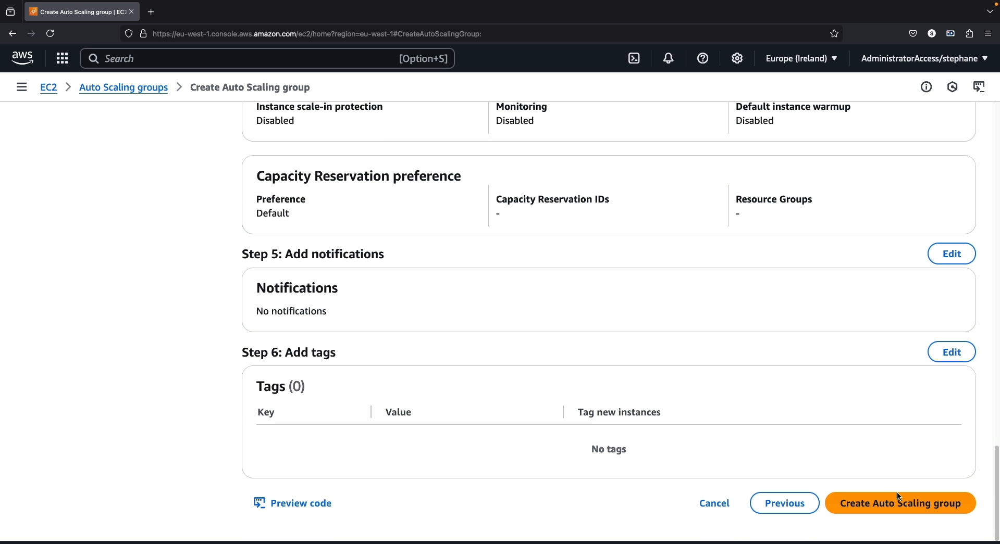 Create Auto Scaling group | EC2
https://eu-west-1.console.aws.amazon.com/ec2/home?region=eu-west-1#CreateAutoScalingGroup:
aws
Search
[Option+S]
Europe (Ireland)
AdministratorAccess/stephane
EC2 > Auto Scaling groups > Create Auto Scaling group
Instance scale-in protection
Disabled
Monitoring
Disabled
Default instance warmup
Disabled
Capacity Reservation preference
Preference
Default
Capacity Reservation IDs
-
Resource Groups
-
Step 5: Add notifications
Edit
Notifications
No notifications
Step 6: Add tags
Edit
Tags (0)
Key
Value
Tag new instances
No tags
Preview code
Cancel
Previous
Create Auto Scaling group